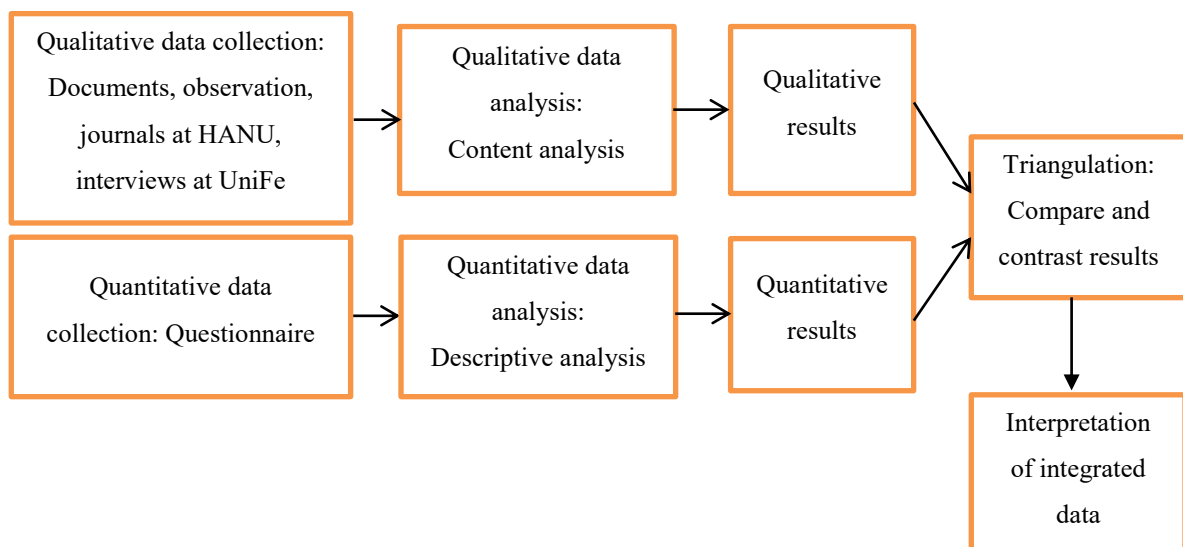 Qualitative data collection:
Documents, observation,
journals at HANU,
interviews at UniFe
Qualitative data
analysis:
Content analysis
Qualitative
results
Triangulation:
Compare and
contrast results
Quantitative data
collection: Questionnaire
Quantitative data
analysis:
Descriptive analysis
Quantitative
results
Interpretation
of integrated
data